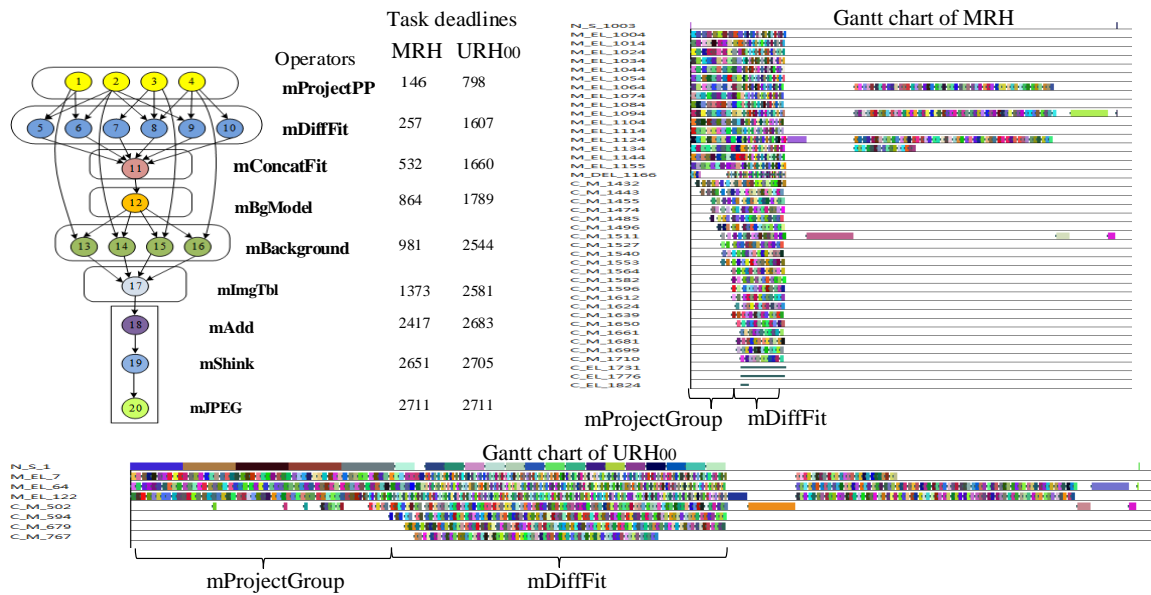 Task deadlines
Operators MRH URH00
1 2 3 4 mProjectPP 146 798
5 6 7 8 9 10 mDiffFit 257 1607
11 mConcatFit 532 1660
12 mBgModel 864 1789
13 14 15 16 mBackground 981 2544
17 mImgTbl 1373 2581
18 mAdd 2417 2683
19 mShink 2651 2705
20 mJPEG 2711 2711
Gantt chart of MRH
N_S_1003
M_EL_1004
M_EL_1014
M_EL_1024
M_EL_1034
M_EL_1044
M_EL_1054
M_EL_1064
M_EL_1074
M_EL_1084
M_EL_1094
M_EL_1104
M_EL_1114
M_EL_1124
M_EL_1134
M_EL_1144
M_EL_1155
M_DEL_1166
C_M_1432
C_M_1443
C_M_1455
C_M_1474
C_M_1485
C_M_1496
C_M_1511
C_M_1527
C_M_1540
C_M_1553
C_M_1564
C_M_1582
C_M_1596
C_M_1612
C_M_1624
C_M_1639
C_M_1650
C_M_1661
C_M_1681
C_M_1699
C_M_1710
C_EL_1731
C_EL_1776
C_EL_1824
mProjectGroup mDiffFit
Gantt chart of URH00
N_S_1
M_EL_7
M_EL_64
M_EL_122
C_M_502
C_M_594
C_M_679
C_M_767
mProjectGroup mDiffFit